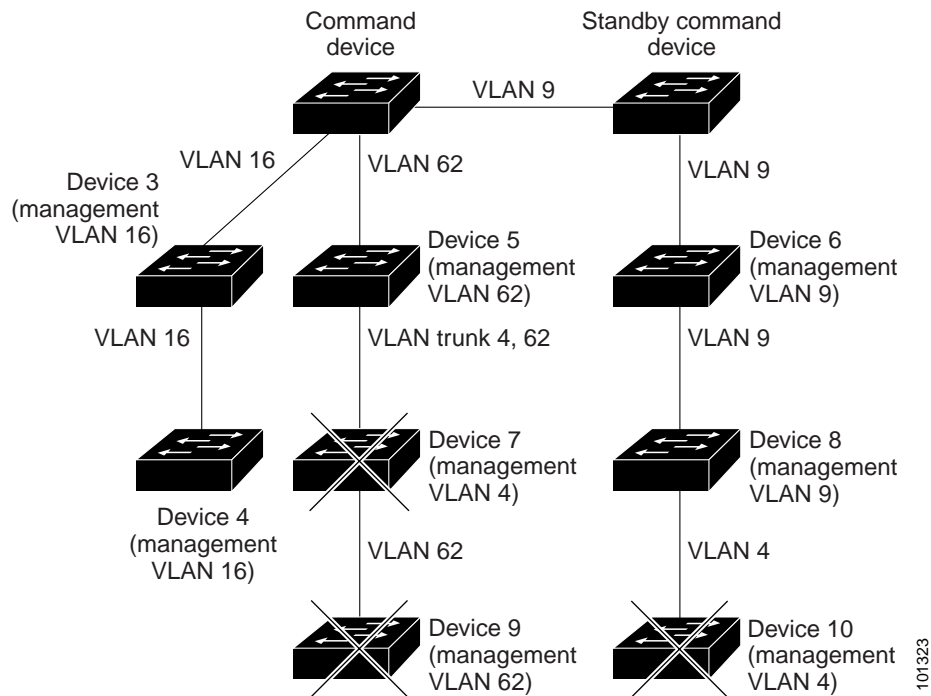 Command
device
Standby command
device
VLAN 9
VLAN 16
VLAN 62
VLAN 9
Device 3
(management
VLAN 16)
Device 5
(management
VLAN 62)
Device 6
(management
VLAN 9)
VLAN 16
VLAN trunk 4, 62
VLAN 9
Device 4
(management
VLAN 16)
Device 7
(management
VLAN 4)
Device 8
(management
VLAN 9)
VLAN 62
VLAN 4
Device 9
(management
VLAN 62)
Device 10
(management
VLAN 4)
101323